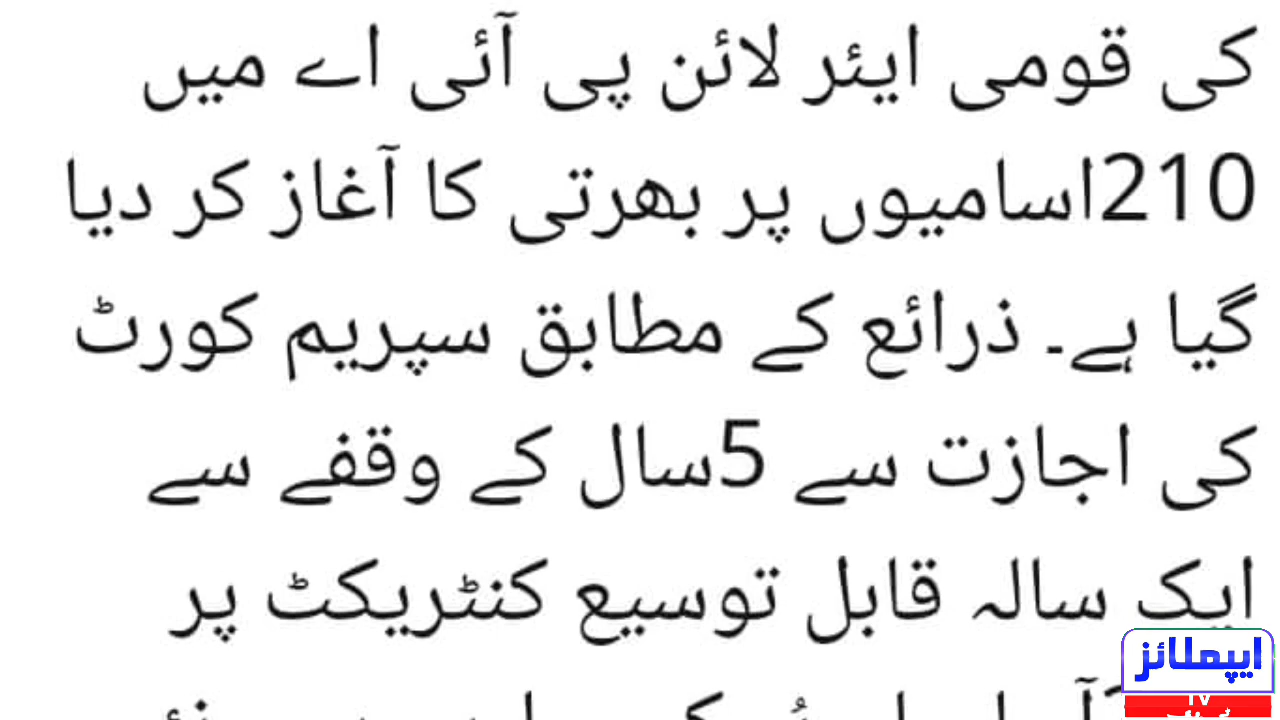 کی قومی ایئر لائن پی آئی اے میں
210اسامیوں پر بھرتی کا آغاز کر دیا
گیا ہے۔ ذرائع کے مطابق سپریم کورٹ
کی اجازت سے 5سال کے وقفے سے
ایک سالہ قابل توسیع کنٹریکٹ پر
ایپملائز
TV